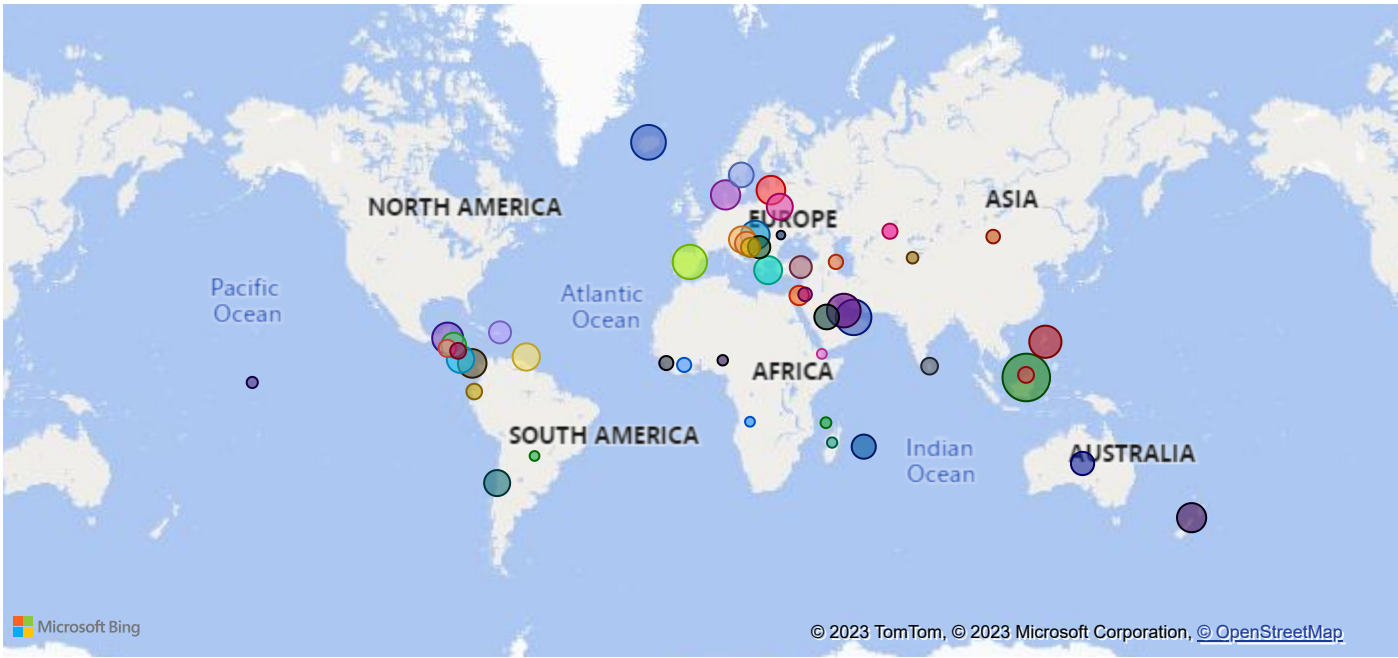 NORTH AMERICA
ASIA
EUROPE
Pacific
Ocean
Atlantic
Ocean
AFRICA
SOUTH AMERICA
Indian
Ocean
AUSTRALIA
Microsoft Bing
© 2023 TomTom, © 2023 Microsoft Corporation, © OpenStreetMap